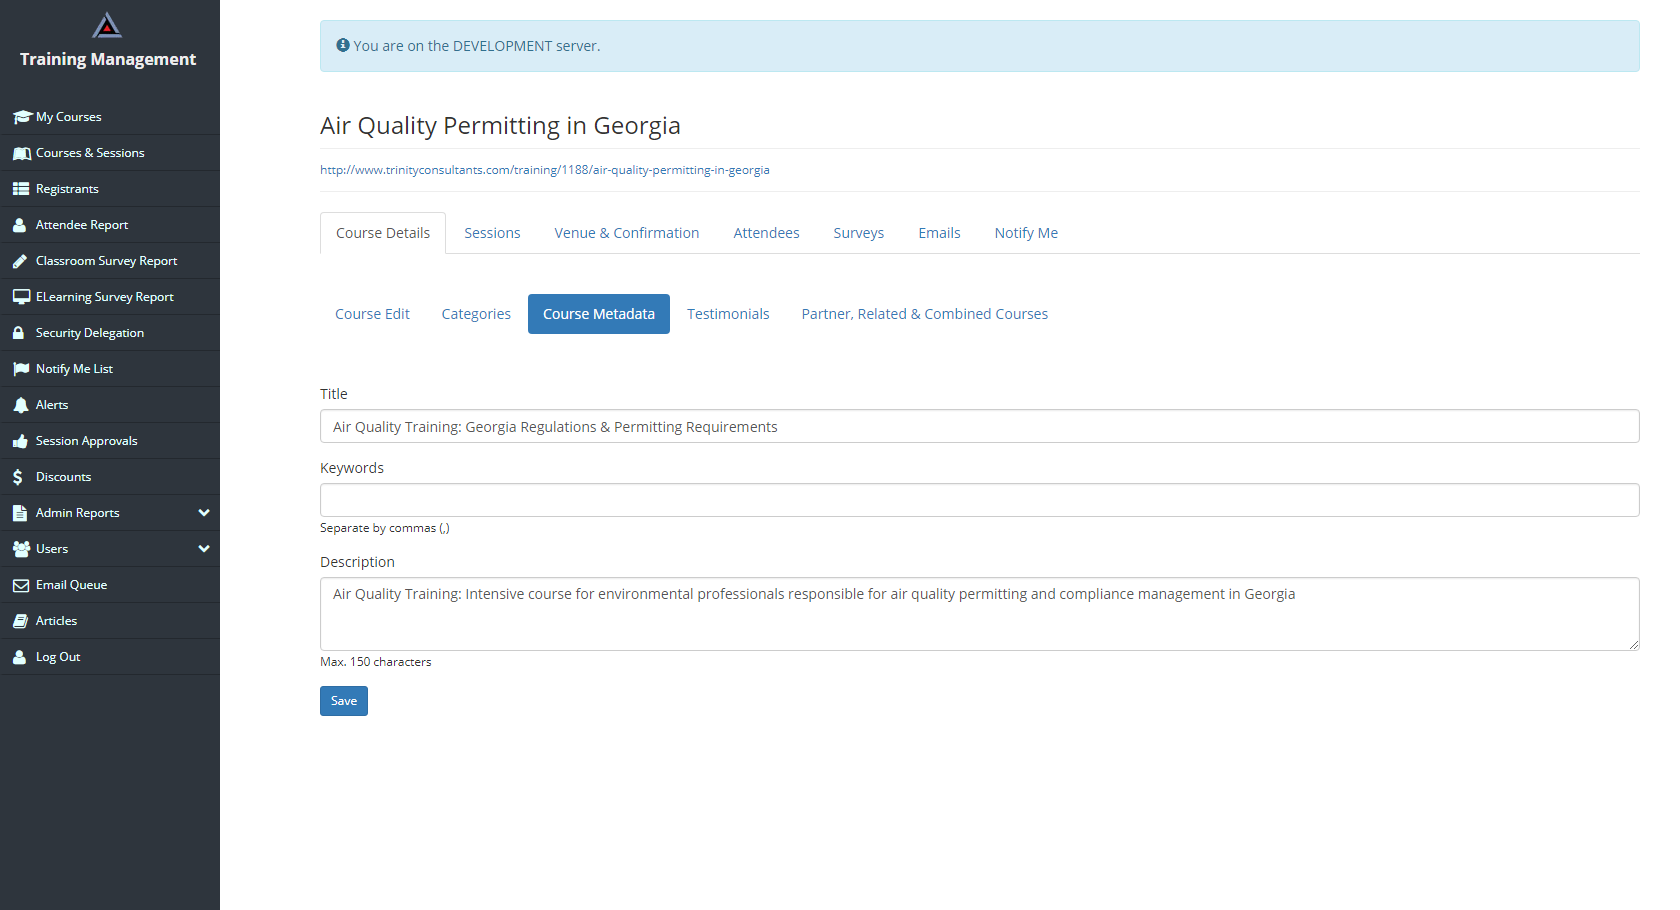 Training Management
My Courses
Courses & Sessions
Registrants
Attendee Report
Classroom Survey Report
ELearning Survey Report
Security Delegation
Notify Me List
Alerts
Session Approvals
Discounts
Admin Reports
Users
Email Queue
Articles
Log Out
You are on the DEVELOPMENT server.
Air Quality Permitting in Georgia
http://www.trinityconsultants.com/training/1188/air-quality-permitting-in-georgia
Course Details Sessions Venue & Confirmation Attendees Surveys Emails Notify Me
Course Edit Categories Course Metadata Testimonials Partner, Related & Combined Courses
Title
Air Quality Training: Georgia Regulations & Permitting Requirements
Keywords
Separate by commas (,)
Description
Air Quality Training: Intensive course for environmental professionals responsible for air quality permitting and compliance management in Georgia
Max. 150 characters
Save